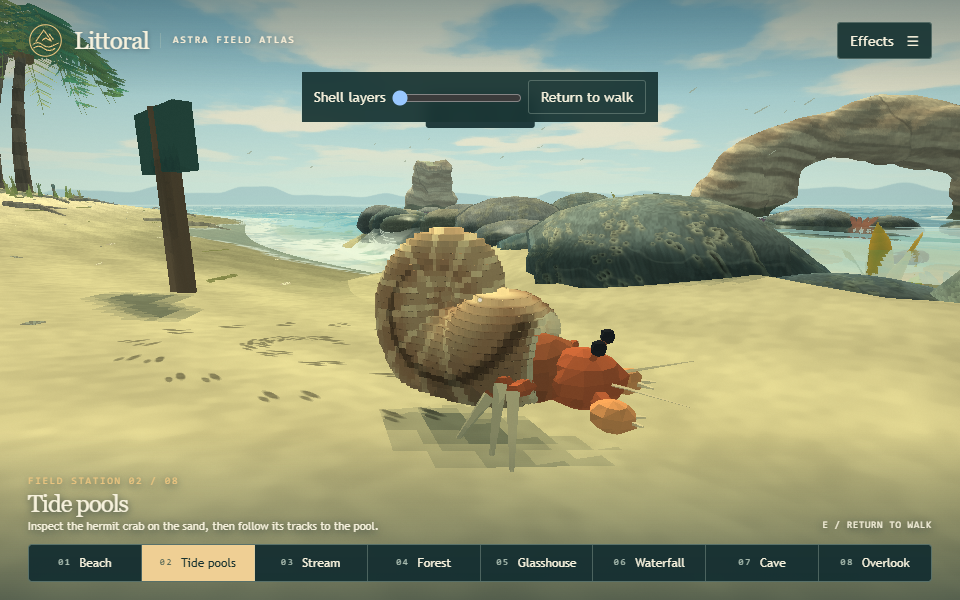 Littoral
ASTRA FIELD ATLAS
Effects
Shell layers
Return to walk
FIELD STATION 02 / 08
Tide pools
Inspect the hermit crab on the sand, then follow its tracks to the pool.
E / RETURN TO WALK
01 Beach
02 Tide pools
03 Stream
04 Forest
05 Glasshouse
06 Waterfall
07 Cave
08 Overlook